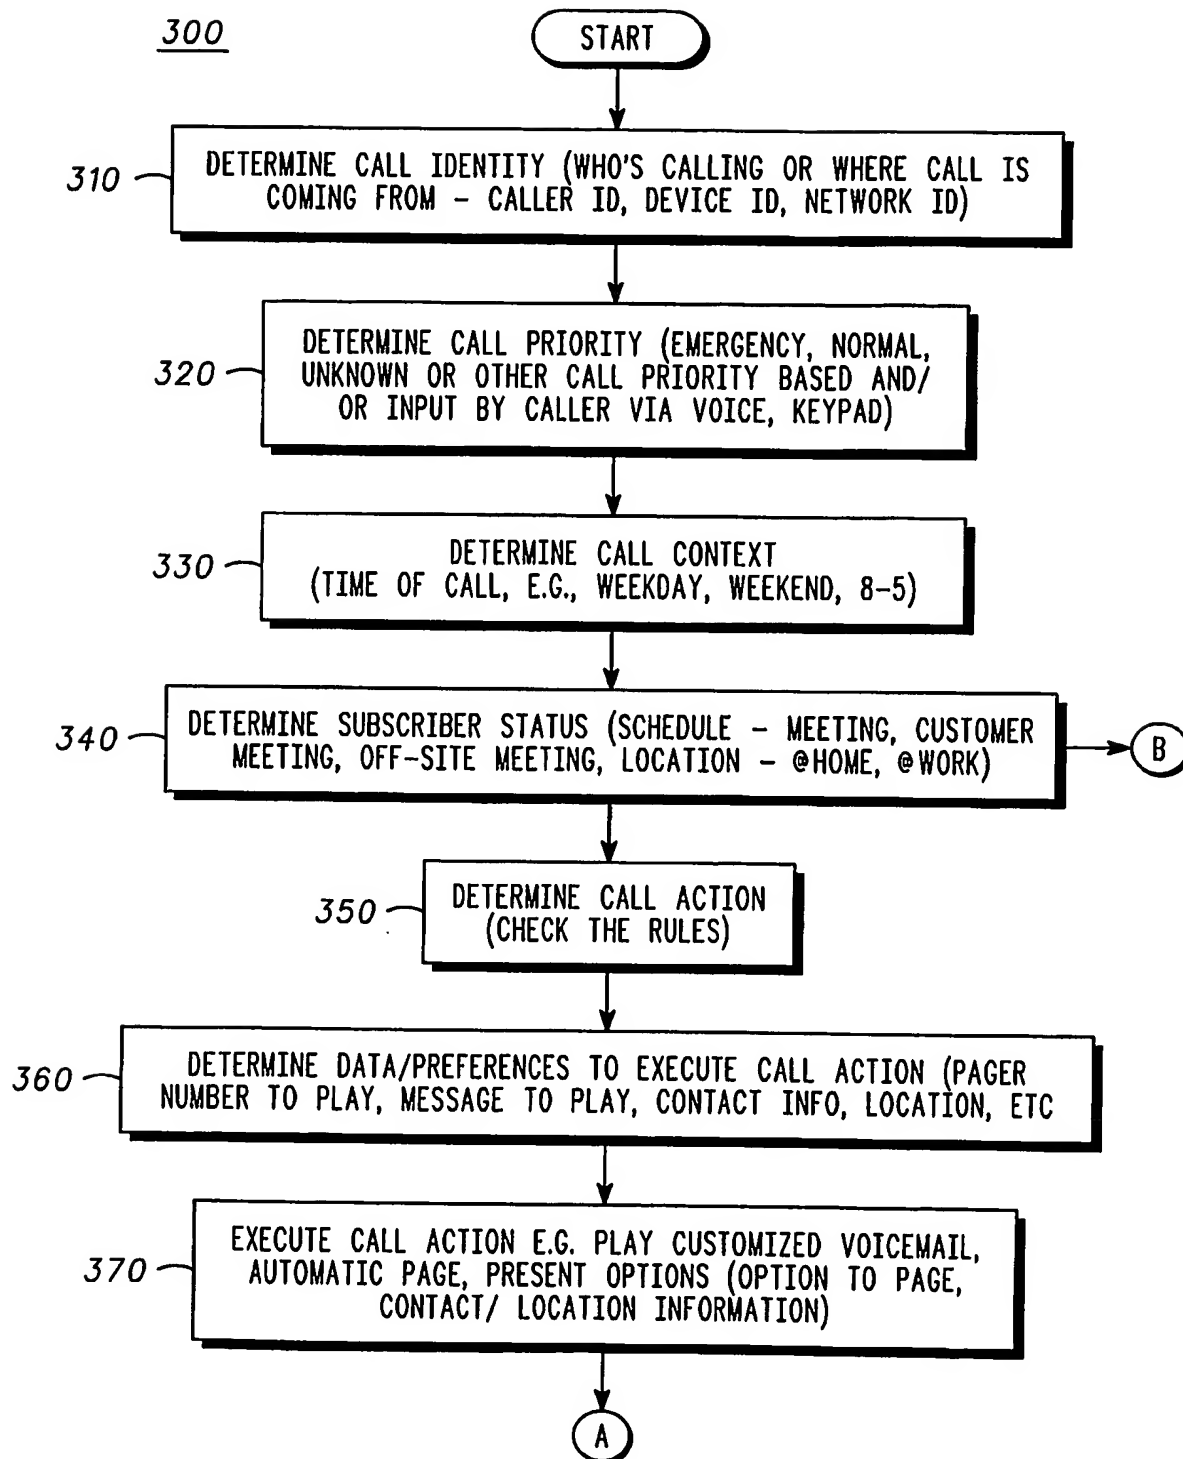 300
START
310
DETERMINE CALL IDENTITY (WHO'S CALLING OR WHERE CALL IS
COMING FROM - CALLER ID, DEVICE ID, NETWORK ID)
320
DETERMINE CALL PRIORITY (EMERGENCY, NORMAL,
UNKNOWN OR OTHER CALL PRIORITY BASED AND/
OR INPUT BY CALLER VIA VOICE, KEYPAD)
330
DETERMINE CALL CONTEXT
(TIME OF CALL, E.G., WEEKDAY, WEEKEND, 8-5)
340
DETERMINE SUBSCRIBER STATUS (SCHEDULE - MEETING, CUSTOMER
MEETING, OFF-SITE MEETING, LOCATION - @HOME, @WORK)
B
350
DETERMINE CALL ACTION
(CHECK THE RULES)
360
DETERMINE DATA/PREFERENCES TO EXECUTE CALL ACTION (PAGER
NUMBER TO PLAY, MESSAGE TO PLAY, CONTACT INFO, LOCATION, ETC
370
EXECUTE CALL ACTION E.G. PLAY CUSTOMIZED VOICEMAIL,
AUTOMATIC PAGE, PRESENT OPTIONS (OPTION TO PAGE,
CONTACT/ LOCATION INFORMATION)
A